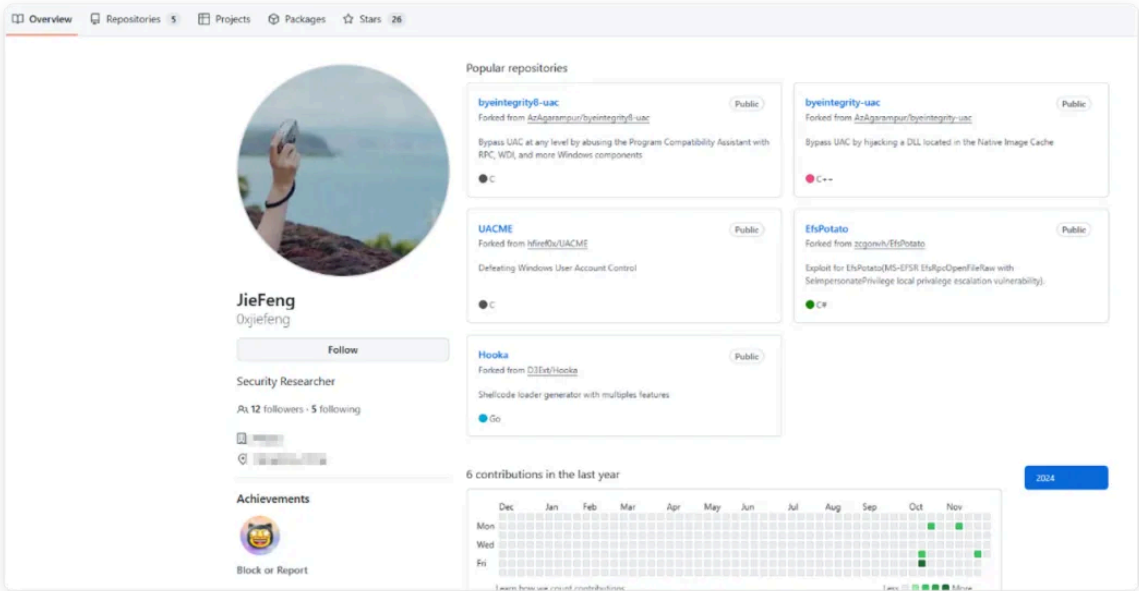 Overview
Repositories 5
Projects
Packages
Stars 26
JieFeng
0xjiefeng
Follow
Security Researcher
12 followers · 5 following
Achievements
Block or Report
Popular repositories
byeintegrity8-uac
Public
Forked from AzAgarampur/byeintegrity8-uac
Bypass UAC at any level by abusing the Program Compatibility Assistant with
RPC, WDI, and more Windows components
C
byeintegrity-uac
Public
Forked from AzAgarampur/byeintegrity-uac
Bypass UAC by hijacking a DLL located in the Native Image Cache
C++
UACME
Public
Forked from hfiref0x/UACME
Defeating Windows User Account Control
C
EfsPotato
Public
Forked from zcgonvh/EfsPotato
Exploit for EfsPotato(MS-EFSR EfsRpcOpenFileRaw with
SeImpersonatePrivilege local privalege escalation vulnerability).
C#
Hooka
Public
Forked from D3Ext/Hooka
Shellcode loader generator with multiples features
Go
6 contributions in the last year
2024
Dec Jan Feb Mar Apr May Jun Jul Aug Sep Oct Nov
Mon
Wed
Fri
Learn how we count contributions
Less More